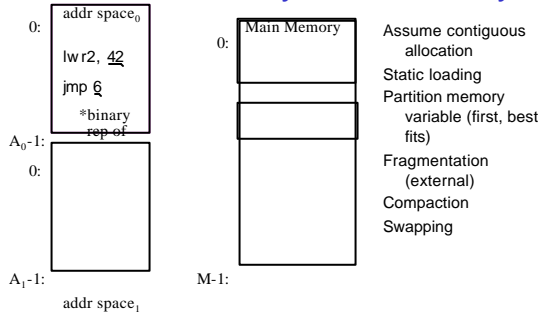 addr space0
0:
lw r2, 42
jmp 6
*binary
rep of
A0-1:
0:
A1-1:
addr space1
Main Memory
0:
M-1:
Assume contiguous
allocation
Static loading
Partition memory
variable (first, best
fits)
Fragmentation
(external)
Compaction
Swapping